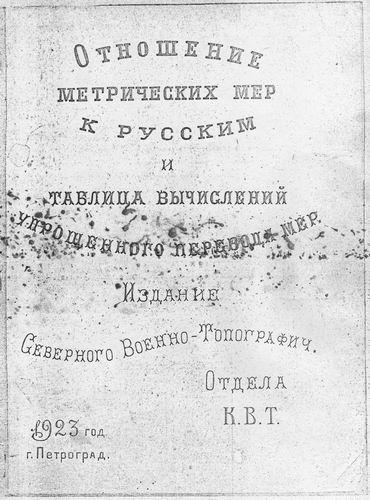 Отношение
метрических мер
к русским
и
таблица вычислений
упрощенного перевода мер
Издание
Северного Военно-Топографич.
Отдела
К.В.Т.
1923 год
г. Петроград.